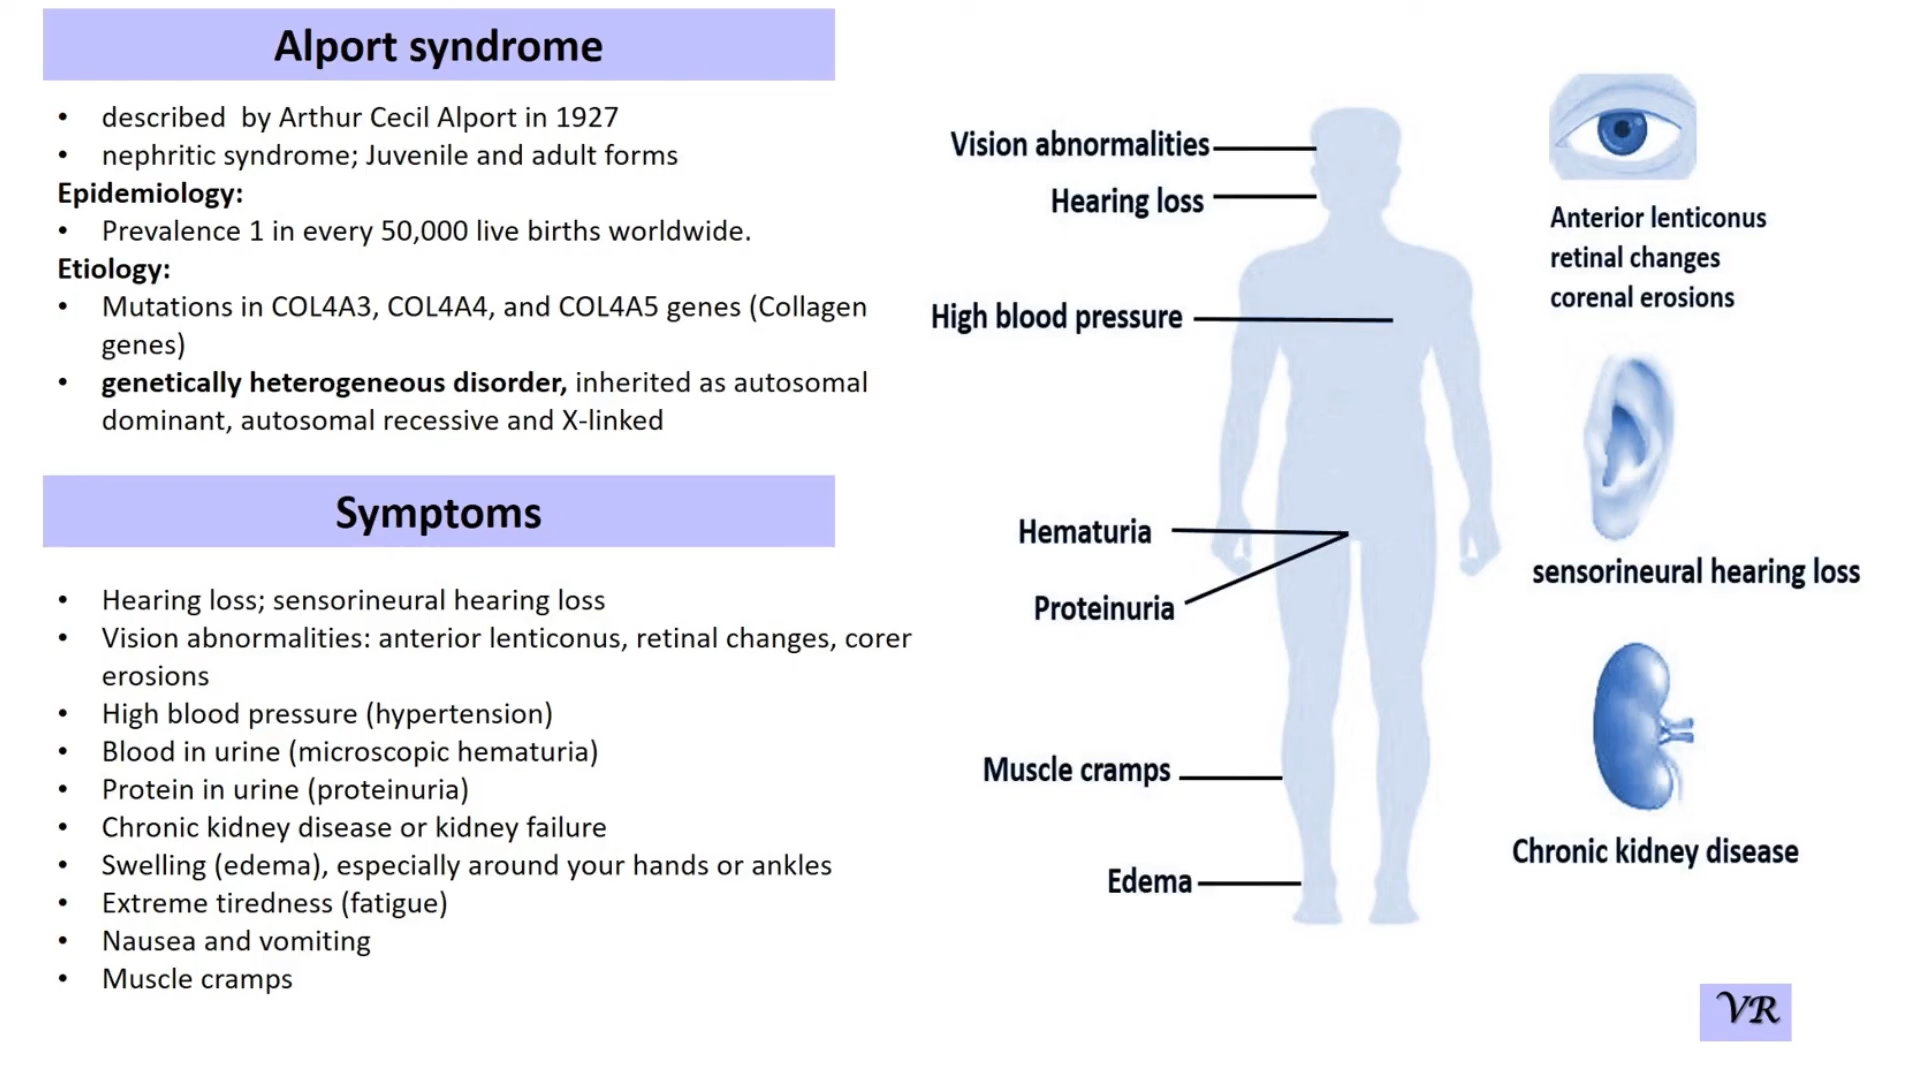 Alport syndrome
• described by Arthur Cecil Alport in 1927
• nephritic syndrome; Juvenile and adult forms
Epidemiology:
• Prevalence 1 in every 50,000 live births worldwide.
Etiology:
• Mutations in COL4A3, COL4A4, and COL4A5 genes (Collagen
genes)
• genetically heterogeneous disorder, inherited as autosomal
dominant, autosomal recessive and X-linked
Symptoms
• Hearing loss; sensorineural hearing loss
• Vision abnormalities: anterior lenticonus, retinal changes, corer
erosions
• High blood pressure (hypertension)
• Blood in urine (microscopic hematuria)
• Protein in urine (proteinuria)
• Chronic kidney disease or kidney failure
• Swelling (edema), especially around your hands or ankles
• Extreme tiredness (fatigue)
• Nausea and vomiting
• Muscle cramps
Vision abnormalities
Hearing loss
High blood pressure
Hematuria
Proteinuria
Muscle cramps
Edema
Anterior lenticonus
retinal changes
corenal erosions
sensorineural hearing loss
Chronic kidney disease
VR